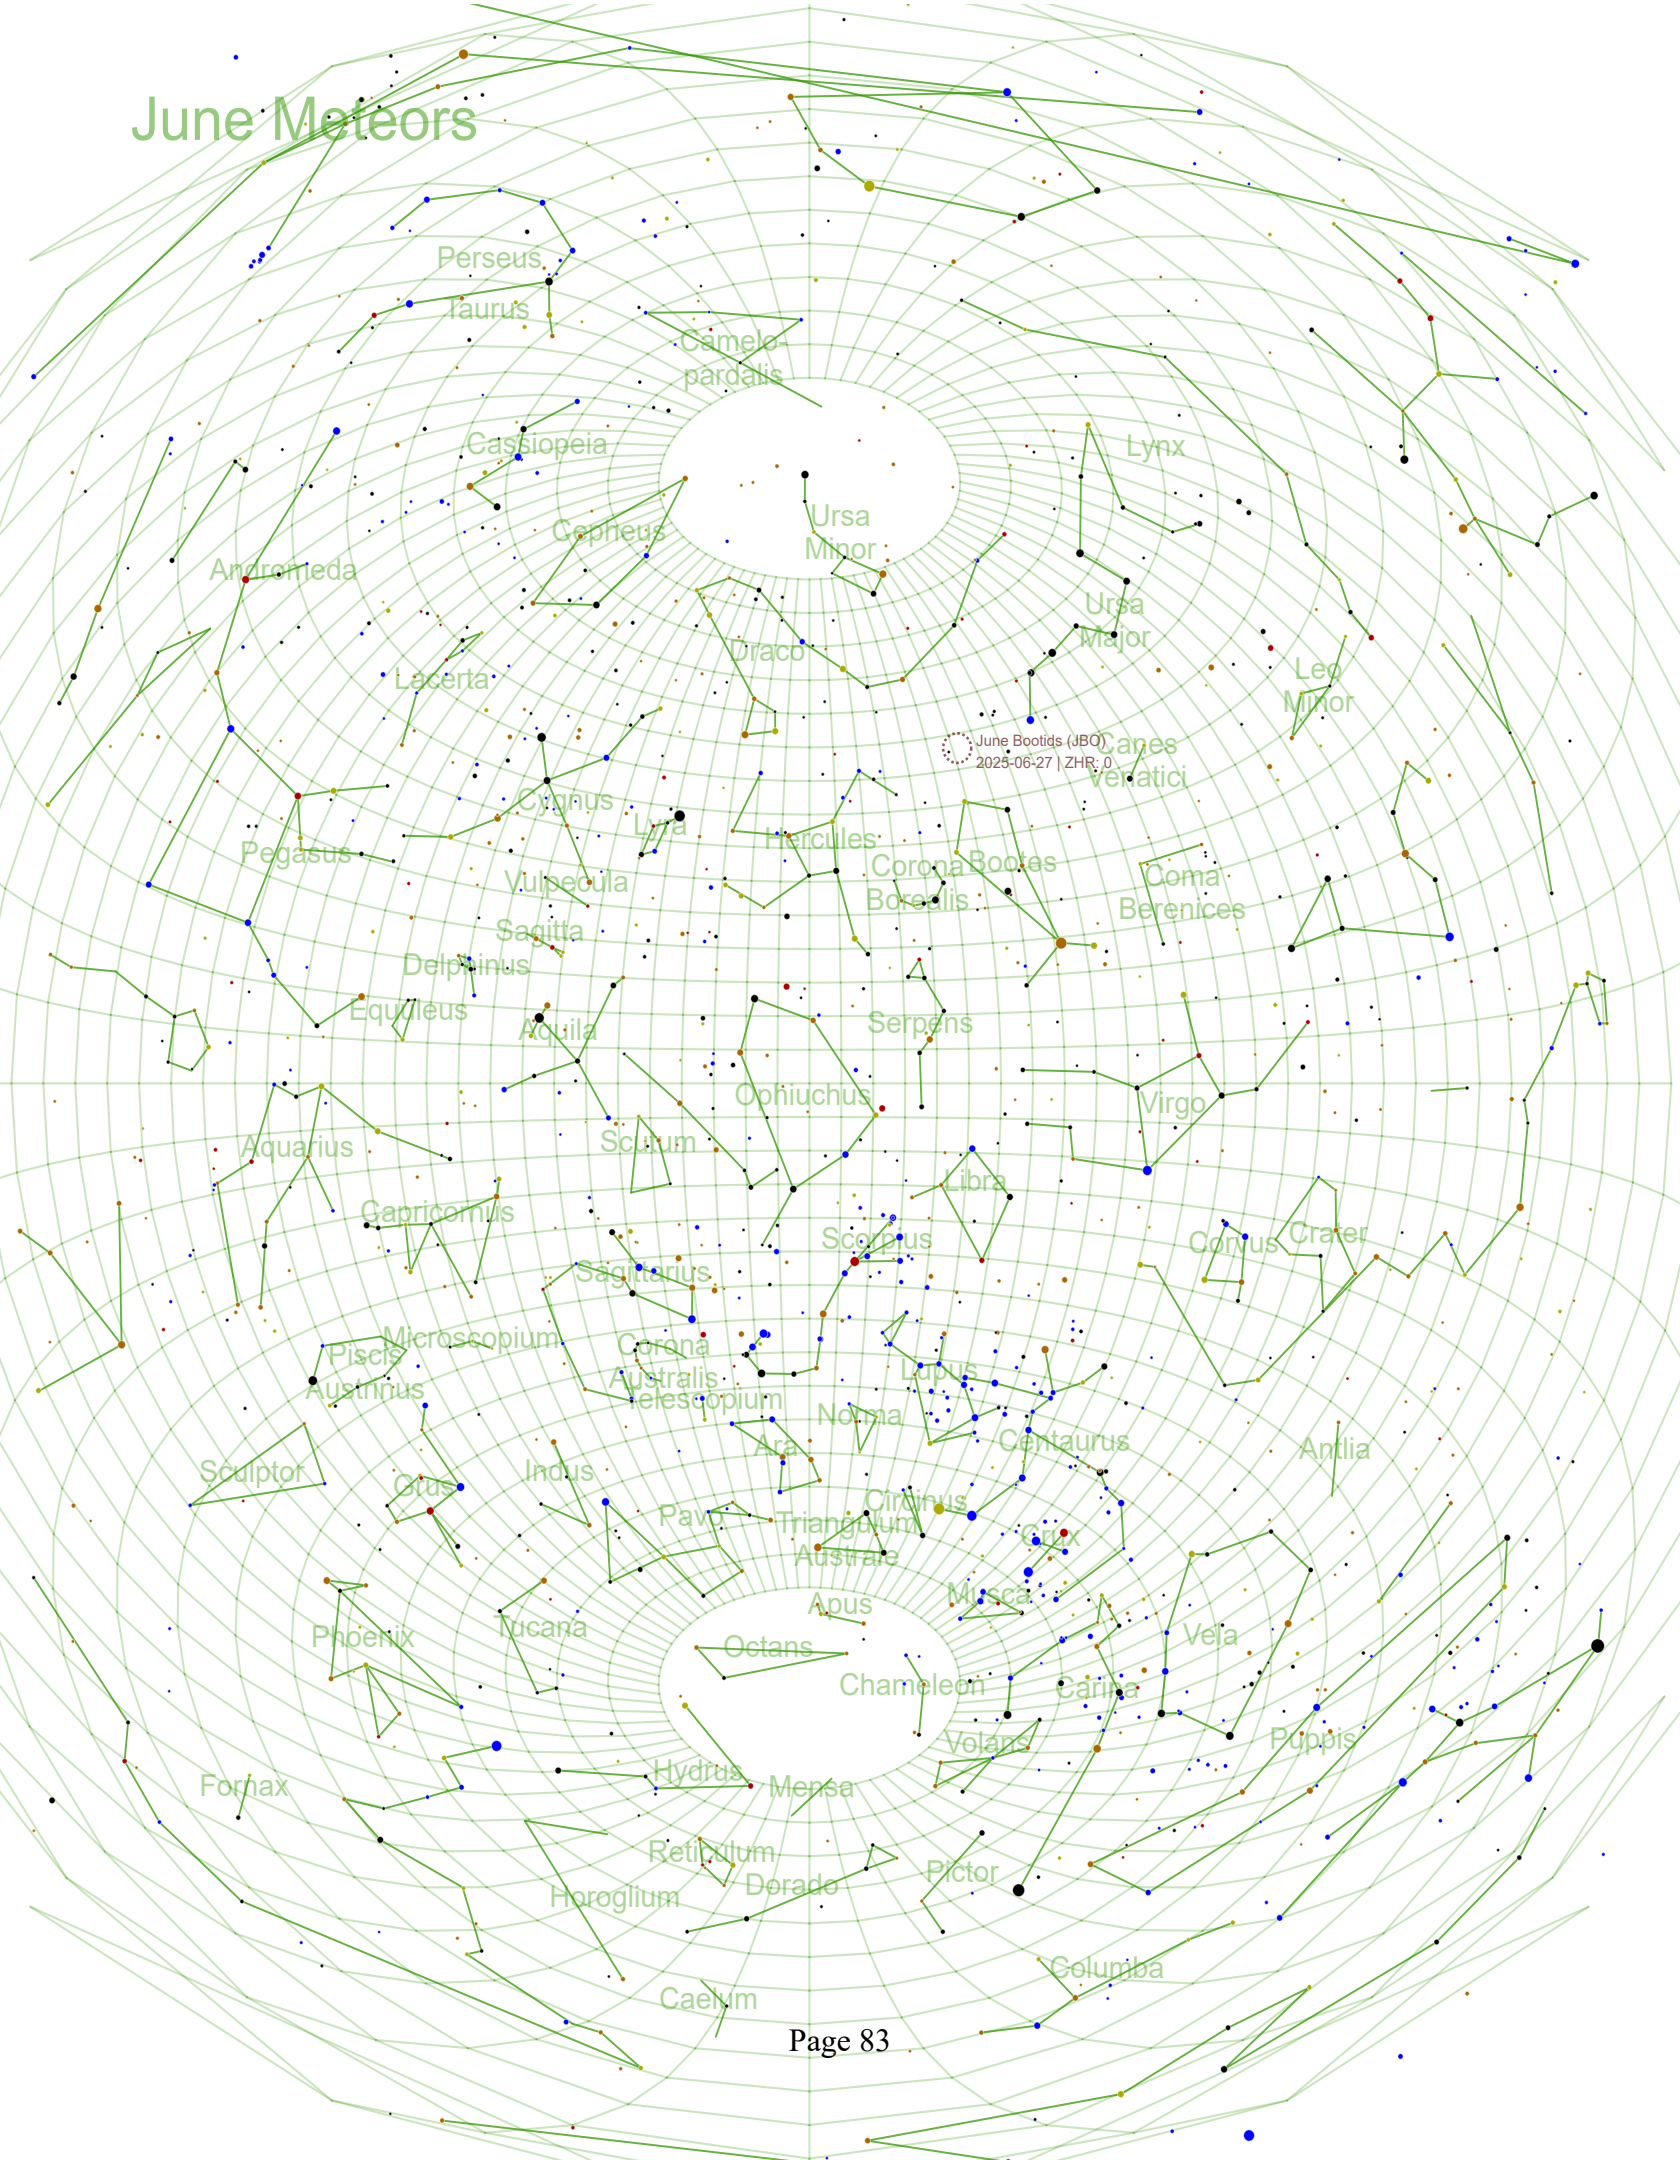 June Meteors
Perseus
Taurus
Camelo-
pardalis
Cassiopeia
Lynx
Ursa
Minor
Cepheus
Andromeda
Ursa
Major
Draco
Lacerta
Leo
Minor
June Bootids (JBO)
2025-06-27 | ZHR: 0
Canes
Venatici
Cygnus
Lyra
Hercules
Pegasus
Corona
Borealis
Bootes
Vulpecula
Coma
Berenices
Sagitta
Delphinus
Equuleus
Aquila
Serpens
Ophiuchus
Virgo
Aquarius
Scutum
Libra
Capricornus
Scorpius
Corvus
Crater
Sagittarius
Microscopium
Piscis
Austrinus
Corona
Australis
Telescopium
Lupus
Norma
Ara
Centaurus
Antlia
Sculptor
Grus
Indus
Pavo
Circinus
Triangulum
Australe
Crux
Musca
Apus
Tucana
Phoenix
Octans
Vela
Chameleon
Carina
Volans
Puppis
Fornax
Hydrus
Mensa
Reticulum
Dorado
Pictor
Horoglium
Columba
Caelum
Page 83